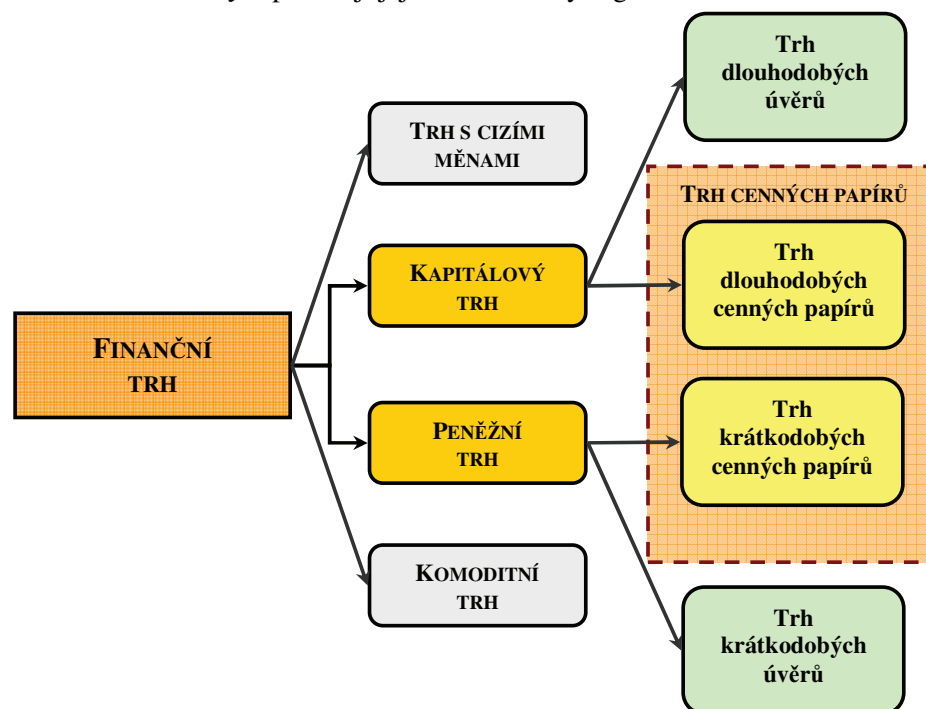 Trh
dlouhodobých
úvěrů
TRH S CIZÍMI
MĚNAMI
TRH CENNÝCH PAPÍRŮ
Trh
dlouhodobých
cenných papírů
KAPITÁLOVÝ
TRH
FINANČNÍ
TRH
Trh
krátkodobých
cenných papírů
PENĚŽNÍ
TRH
KOMODITNÍ
TRH
Trh
krátkodobých
úvěrů